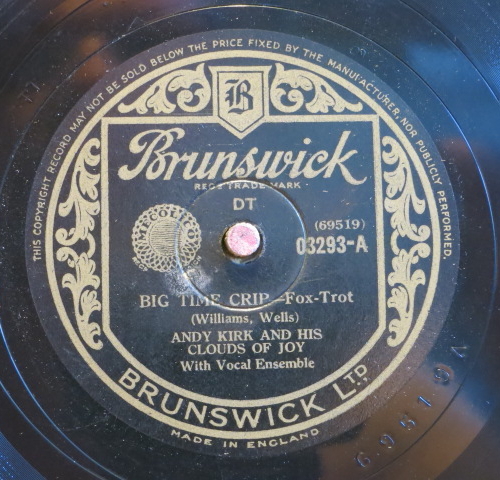 THIS COPYRIGHT RECORD MAY NOT BE SOLD BELOW THE PRICE FIXED BY THE MANUFACTURER, NOR PUBLICLY PERFORMED.
B
Brunswick
REGD TRADE MARK
DT
(69519)
03293-A
BIG TIME CRIP—Fox-Trot
(Williams, Wells)
ANDY KIRK AND HIS
CLOUDS OF JOY
With Vocal Ensemble
BRUNSWICK LTD
MADE IN ENGLAND